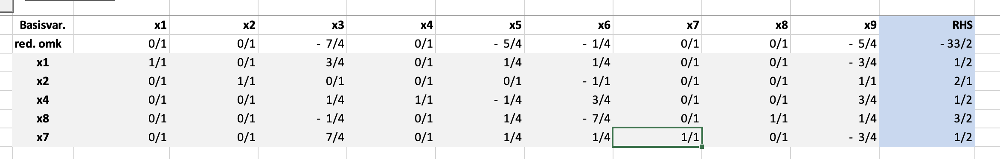 Basisvar. x1 x2 x3 x4 x5 x6 x7 x8 x9 RHS
red. omk 0/1 0/1 - 7/4 0/1 - 5/4 - 1/4 0/1 0/1 - 5/4 - 33/2
x1 1/1 0/1 3/4 0/1 1/4 1/4 0/1 0/1 - 3/4 1/2
x2 0/1 1/1 0/1 0/1 0/1 - 1/1 0/1 0/1 1/1 2/1
x4 0/1 0/1 1/4 1/1 - 1/4 3/4 0/1 0/1 3/4 1/2
x8 0/1 0/1 - 1/4 0/1 1/4 - 7/4 0/1 1/1 1/4 3/2
x7 0/1 0/1 7/4 0/1 1/4 1/4 1/1 0/1 - 3/4 1/2